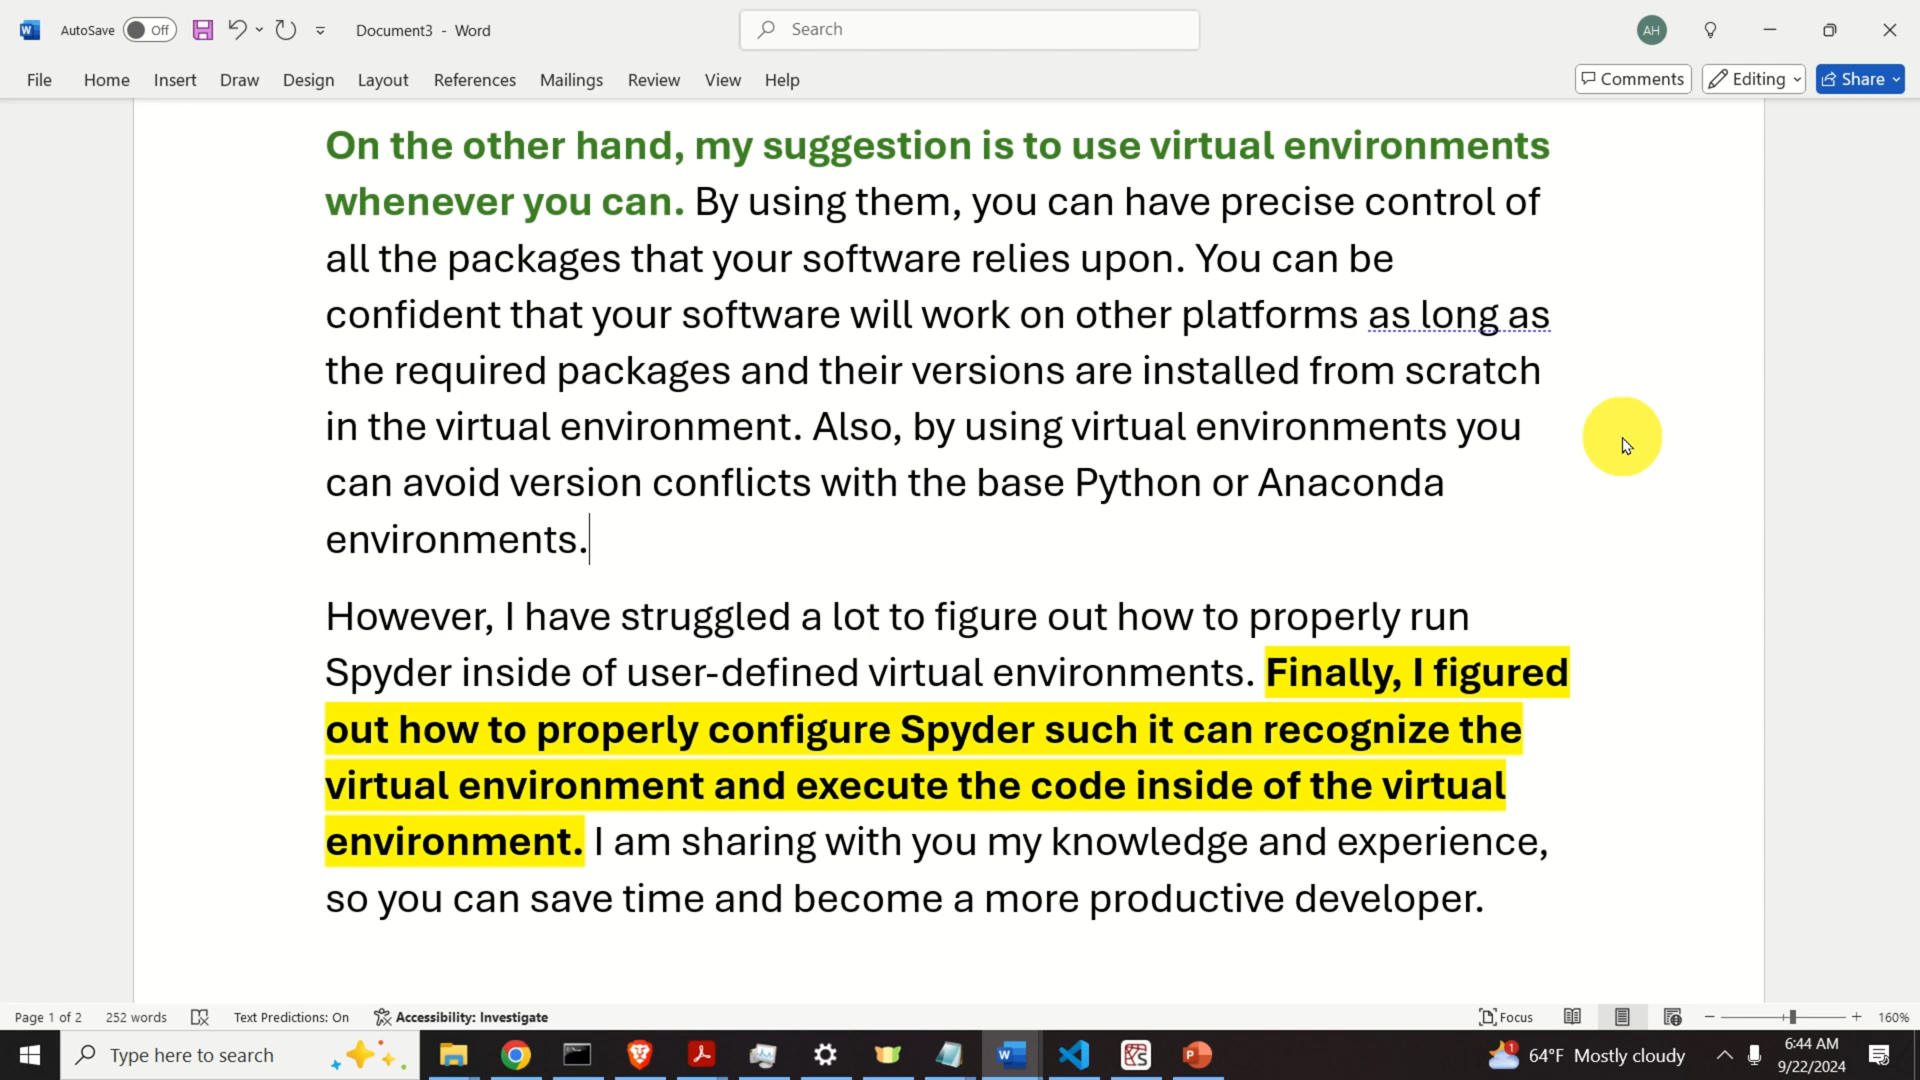 AutoSave Off Document3 - Word Search AH
File Home Insert Draw Design Layout References Mailings Review View Help Comments Editing Share
On the other hand, my suggestion is to use virtual environments
whenever you can. By using them, you can have precise control of
all the packages that your software relies upon. You can be
confident that your software will work on other platforms as long as
the required packages and their versions are installed from scratch
in the virtual environment. Also, by using virtual environments you
can avoid version conflicts with the base Python or Anaconda
environments.
However, I have struggled a lot to figure out how to properly run
Spyder inside of user-defined virtual environments. Finally, I figured
out how to properly configure Spyder such it can recognize the
virtual environment and execute the code inside of the virtual
environment. I am sharing with you my knowledge and experience,
so you can save time and become a more productive developer.
Page 1 of 2 252 words Text Predictions: On Accessibility: Investigate Focus 160%
Type here to search 1 64°F Mostly cloudy 6:44 AM
9/22/2024